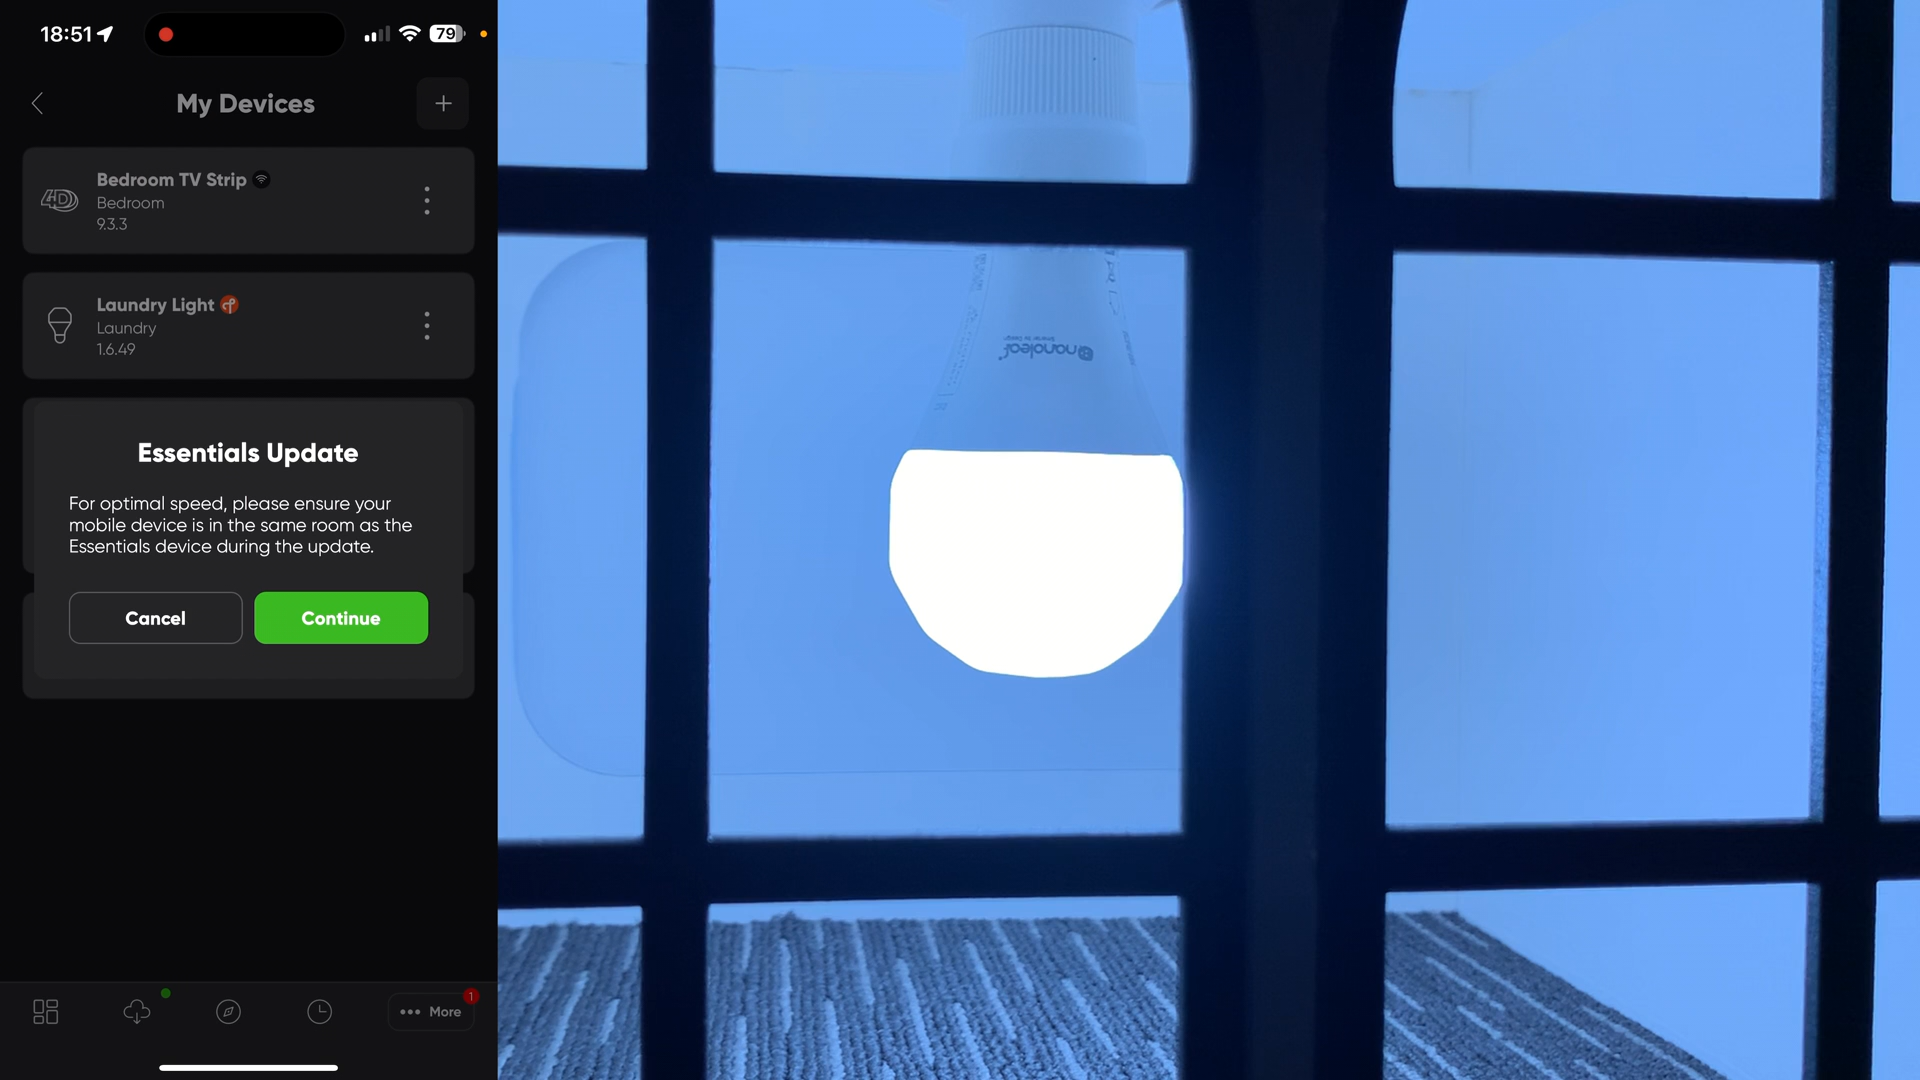 18:51
79
My Devices
Bedroom TV Strip
Bedroom
9.3.3
Laundry Light
Laundry
1.6.49
Essentials Update
For optimal speed, please ensure your
mobile device is in the same room as the
Essentials device during the update.
Cancel
Continue
1
More
4D
nanoleaf